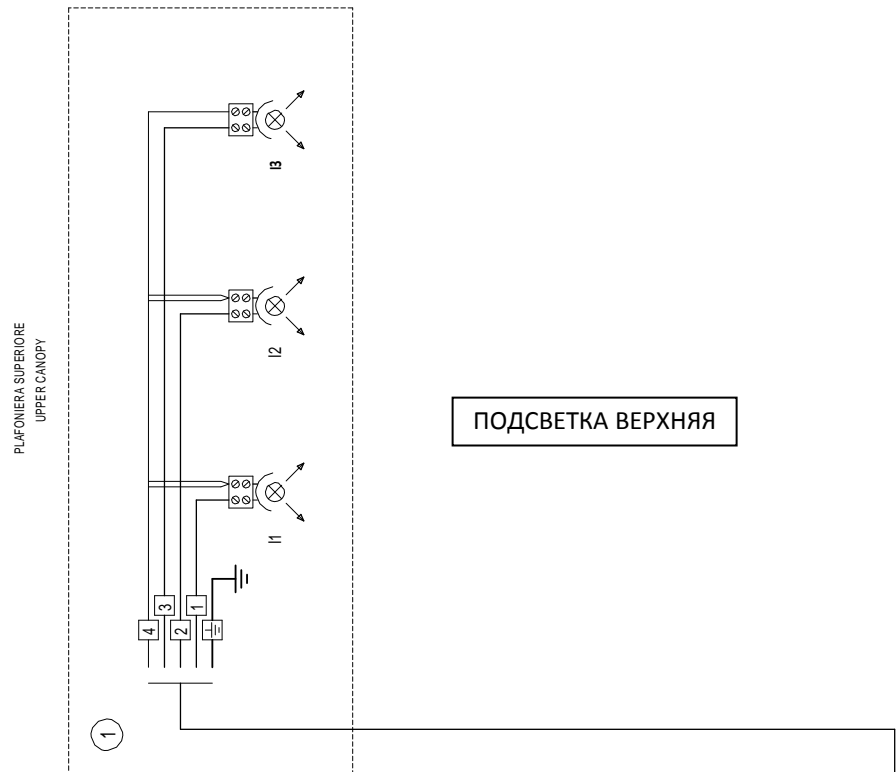 PLAFONIERA SUPERIORE
UPPER CANOPY
I3
I2
I1
ПОДСВЕТКА ВЕРХНЯЯ
4
3
2
1
1